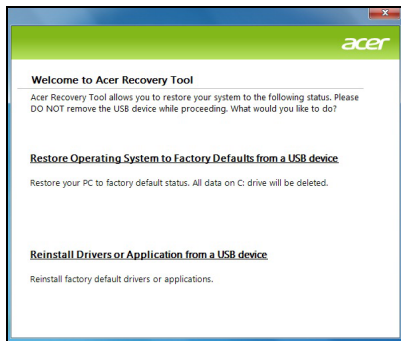 acer
Welcome to Acer Recovery Tool
Acer Recovery Tool allows you to restore your system to the following status. Please
DO NOT remove the USB device while proceeding. What would you like to do?
Restore Operating System to Factory Defaults from a USB device
Restore your PC to factory default status. All data on C: drive will be deleted.
Reinstall Drivers or Application from a USB device
Reinstall factory default drivers or applications.